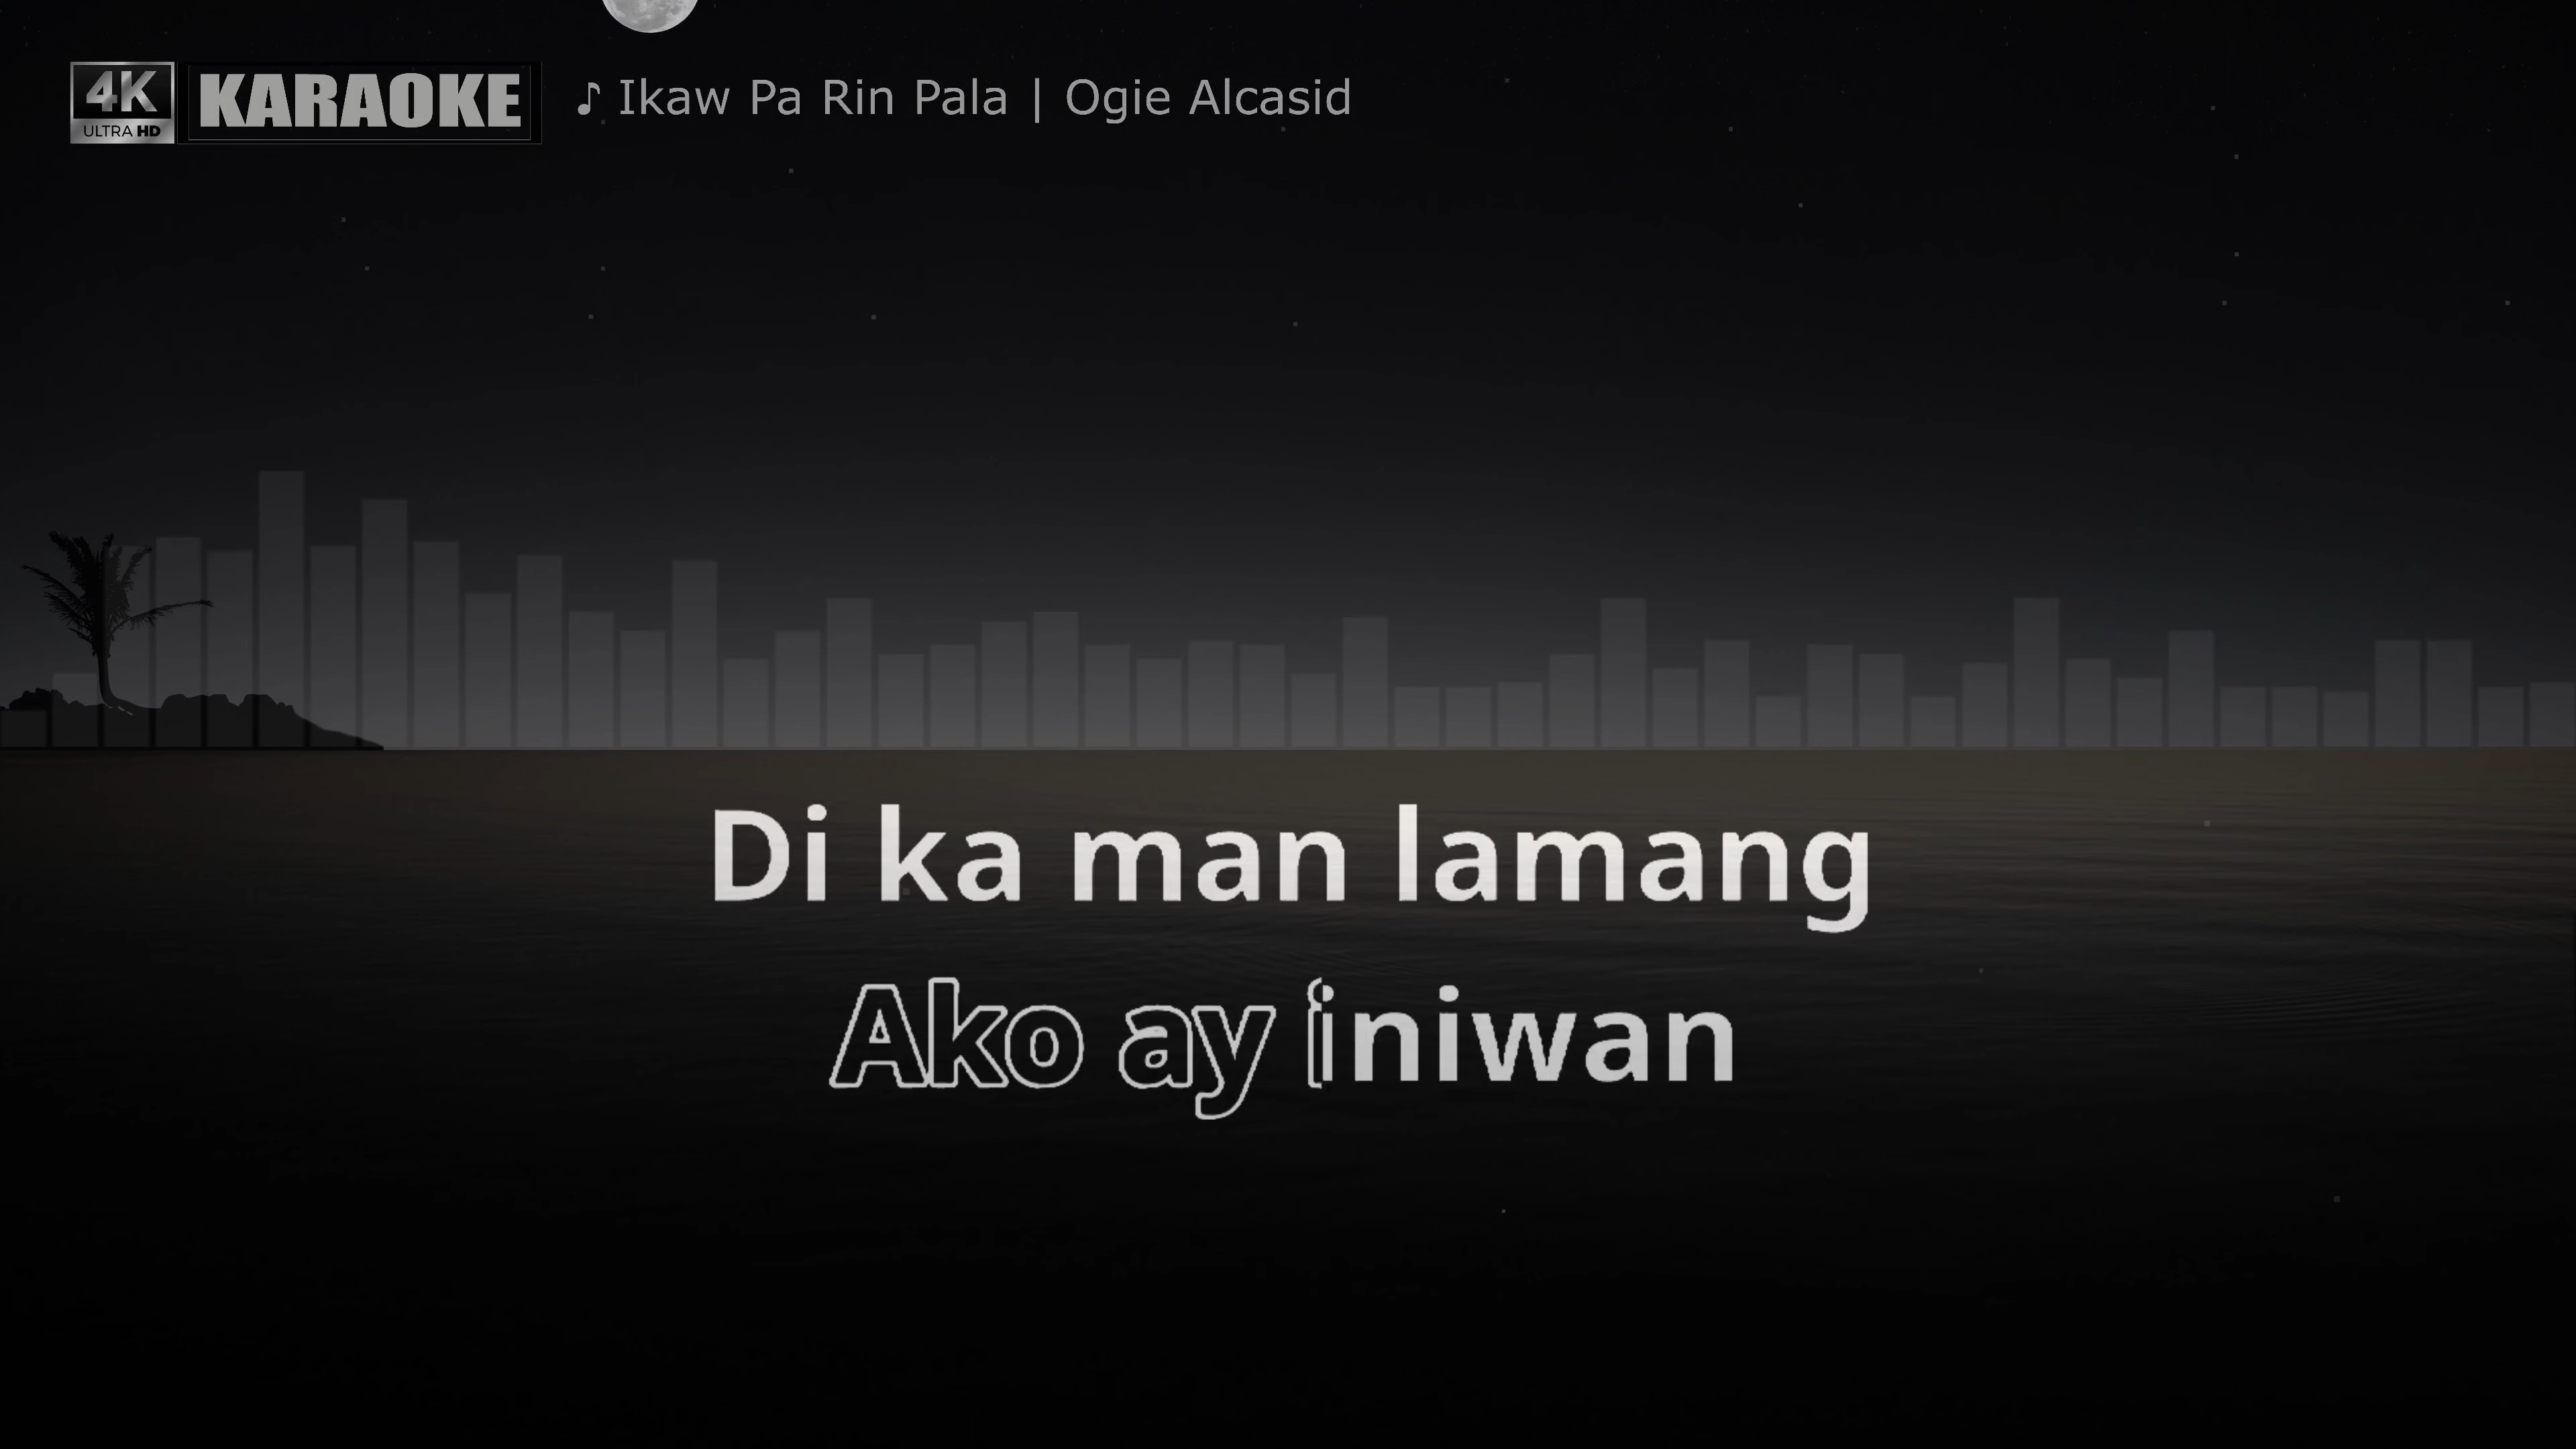 4K
ULTRA HD
KARAOKE
♪ Ikaw Pa Rin Pala | Ogie Alcasid
Di ka man lamang
Ako ay iniwan